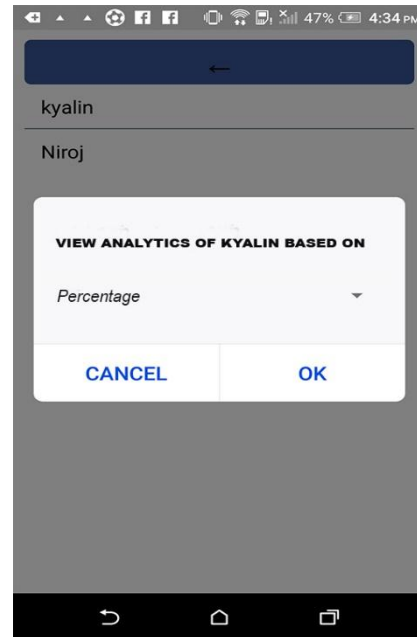 47% 4:34 PM
kyalin
Niroj
VIEW ANALYTICS OF KYALIN BASED ON
Percentage
CANCEL OK